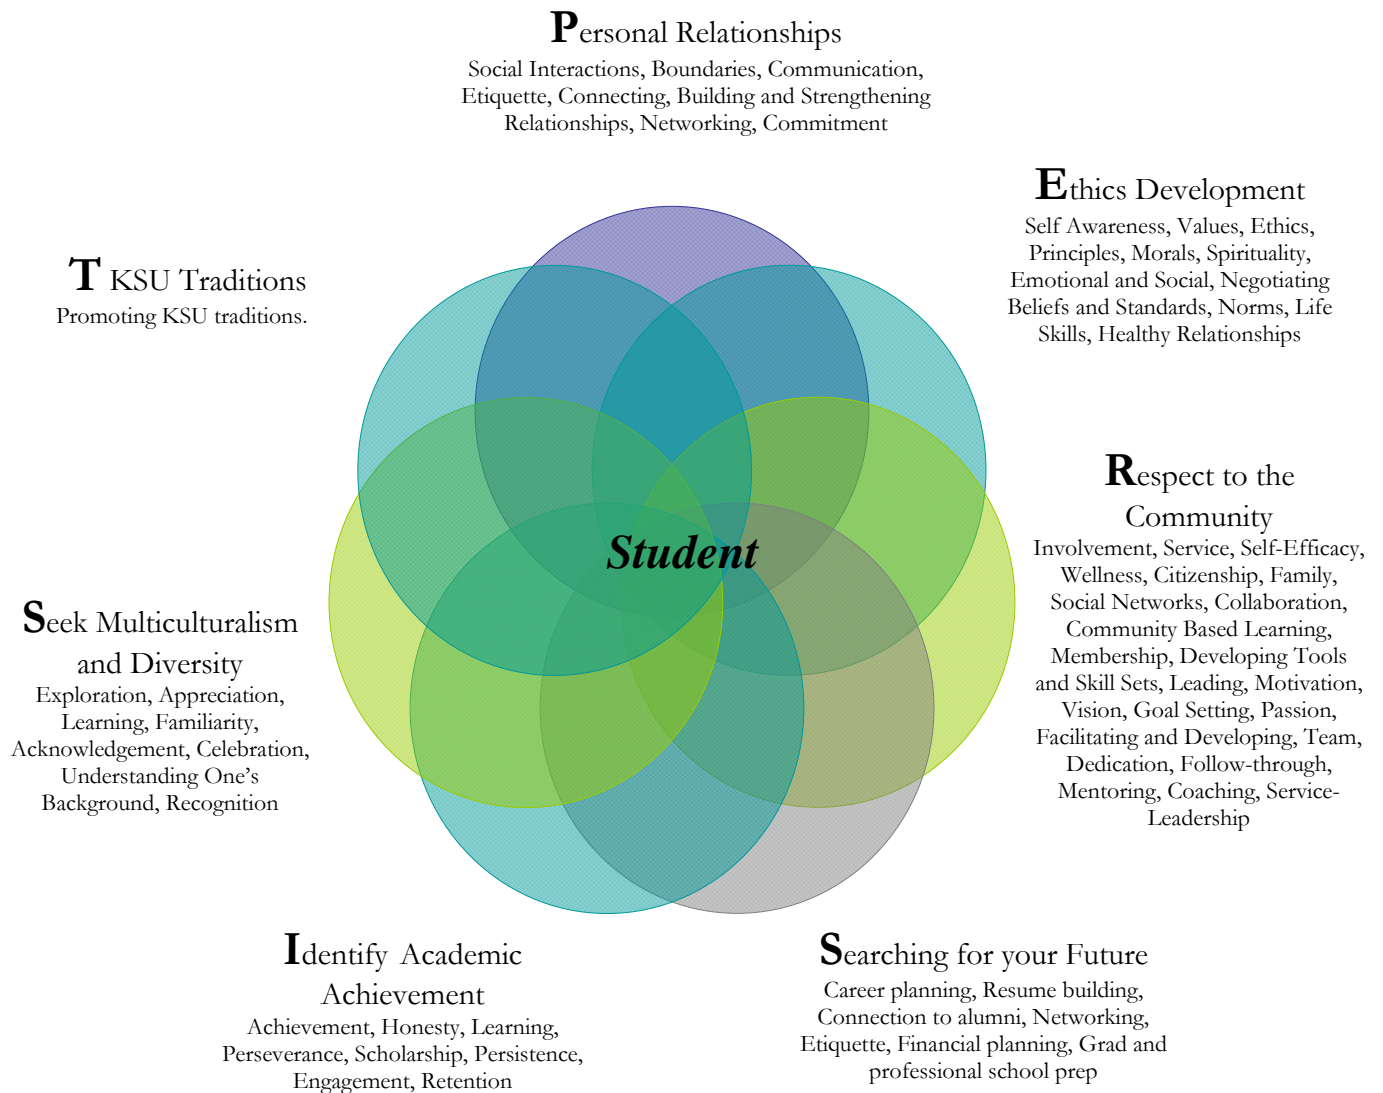 Personal Relationships
Social Interactions, Boundaries, Communication,
Etiquette, Connecting, Building and Strengthening
Relationships, Networking, Commitment
Ethics Development
Self Awareness, Values, Ethics,
Principles, Morals, Spirituality,
Emotional and Social, Negotiating
Beliefs and Standards, Norms, Life
Skills, Healthy Relationships
Respect to the
Community
Involvement, Service, Self-Efficacy,
Wellness, Citizenship, Family,
Social Networks, Collaboration,
Community Based Learning,
Membership, Developing Tools
and Skill Sets, Leading, Motivation,
Vision, Goal Setting, Passion,
Facilitating and Developing, Team,
Dedication, Follow-through,
Mentoring, Coaching, Service-
Leadership
Searching for your Future
Career planning, Resume building,
Connection to alumni, Networking,
Etiquette, Financial planning, Grad and
professional school prep
Identify Academic
Achievement
Achievement, Honesty, Learning,
Perseverance, Scholarship, Persistence,
Engagement, Retention
Seek Multiculturalism
and Diversity
Exploration, Appreciation,
Learning, Familiarity,
Acknowledgement, Celebration,
Understanding One's
Background, Recognition
T KSU Traditions
Promoting KSU traditions.
Student